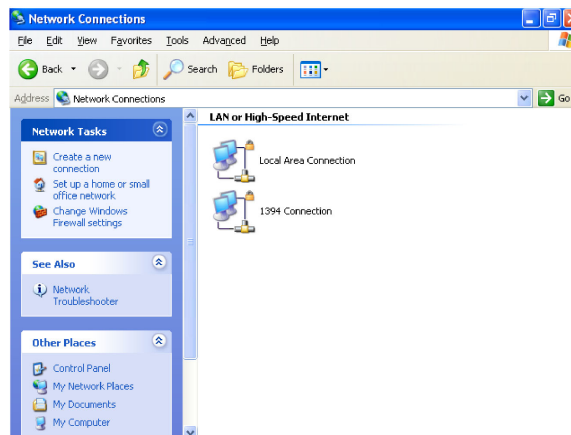 Network Connections
File Edit View Favorites Tools Advanced Help
Back Search Folders
Address Network Connections Go
LAN or High-Speed Internet
Local Area Connection
1394 Connection
Network Tasks
Create a new
connection
Set up a home or small
office network
Change Windows
Firewall settings
See Also
Network
Troubleshooter
Other Places
Control Panel
My Network Places
My Documents
My Computer